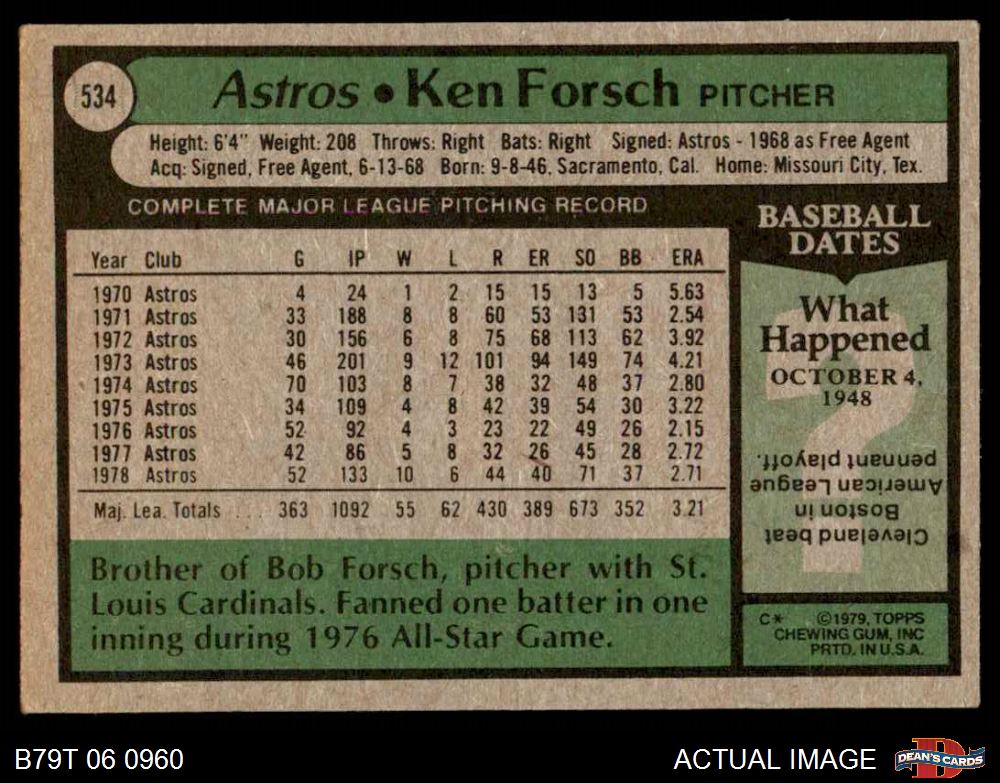 534
Astros • Ken Forsch PITCHER
Height: 6'4" Weight: 208 Throws: Right Bats: Right Signed: Astros - 1968 as Free Agent
Acq: Signed, Free Agent, 6-13-68 Born: 9-8-46, Sacramento, Cal. Home: Missouri City, Tex.
COMPLETE MAJOR LEAGUE PITCHING RECORD
Year Club G IP W L R ER SO BB ERA
1970 Astros 4 24 1 2 15 15 13 5 5.63
1971 Astros 33 188 8 8 60 53 131 53 2.54
1972 Astros 30 156 6 8 75 68 113 62 3.92
1973 Astros 46 201 9 12 101 94 149 74 4.21
1974 Astros 70 103 8 7 38 32 48 37 2.80
1975 Astros 34 109 4 8 42 39 54 30 3.22
1976 Astros 52 92 4 3 23 22 49 26 2.15
1977 Astros 42 86 5 8 32 26 45 28 2.72
1978 Astros 52 133 10 6 44 40 71 37 2.71
Maj. Lea. Totals ... 363 1092 55 62 430 389 673 352 3.21
Brother of Bob Forsch, pitcher with St.
Louis Cardinals. Fanned one batter in one
inning during 1976 All-Star Game.
BASEBALL
DATES
What
Happened
OCTOBER 4,
1948
Cleveland beat
Boston in
American League
pennant playoff.
C* ©1979, TOPPS
CHEWING GUM, INC
PRTD. IN U.S.A.
B79T 06 0960
ACTUAL IMAGE
DEAN'S CARDS